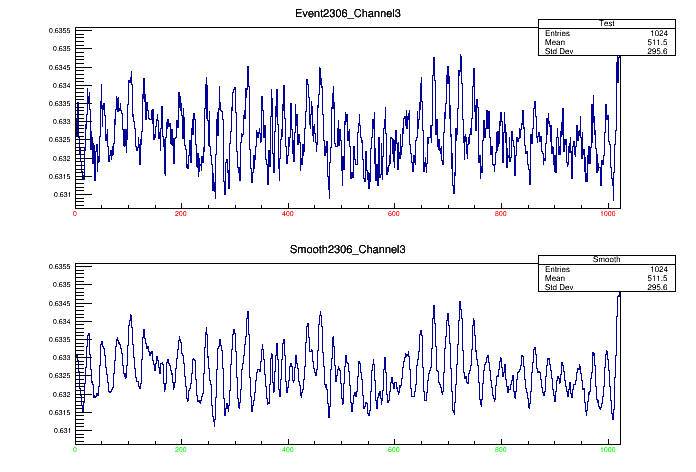 Event2306_Channel3
Test
Entries 1024
Mean 511.5
Std Dev 295.6
0.6355
0.635
0.6345
0.634
0.6335
0.633
0.6325
0.632
0.6315
0.631
0 200 400 600 800 1000
Smooth2306_Channel3
Smooth
Entries 1024
Mean 511.5
Std Dev 295.6
0.6355
0.635
0.6345
0.634
0.6335
0.633
0.6325
0.632
0.6315
0.631
0 200 400 600 800 1000